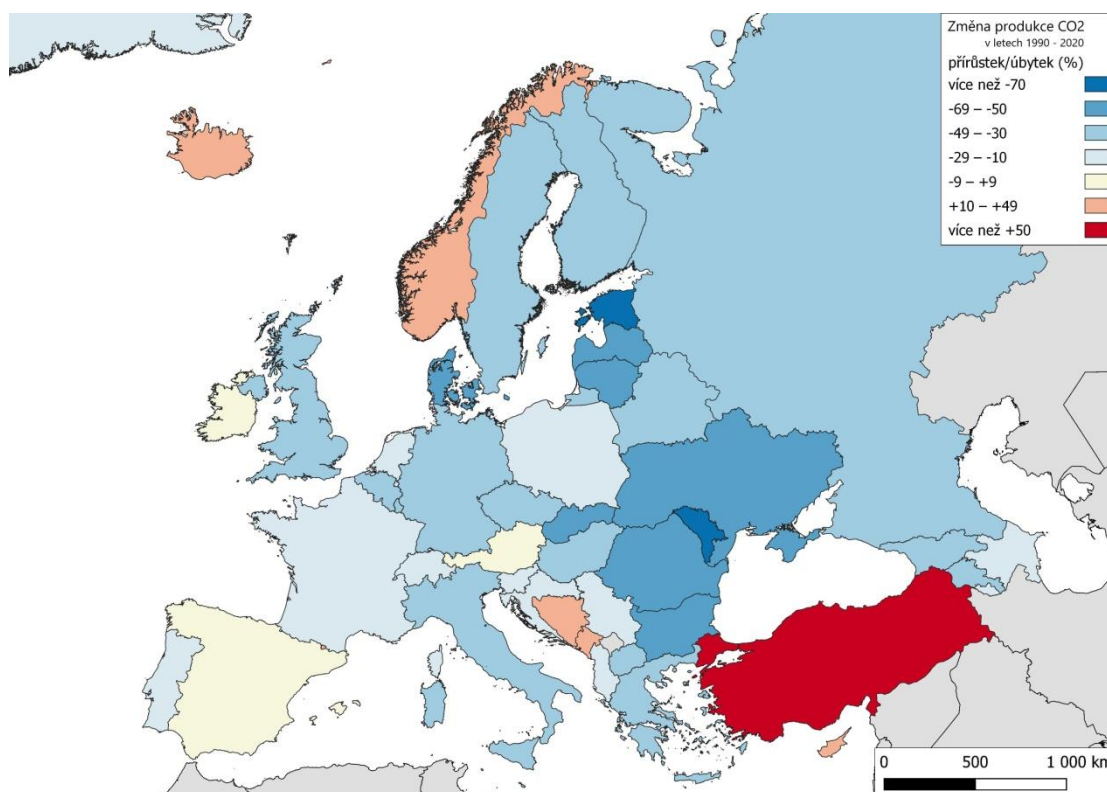 Změna produkce CO2
v letech 1990 - 2020
přírůstek/úbytek (%)
více než -70
-69 – -50
-49 – -30
-29 – -10
-9 – +9
+10 – +49
více než +50
0 500 1 000 km